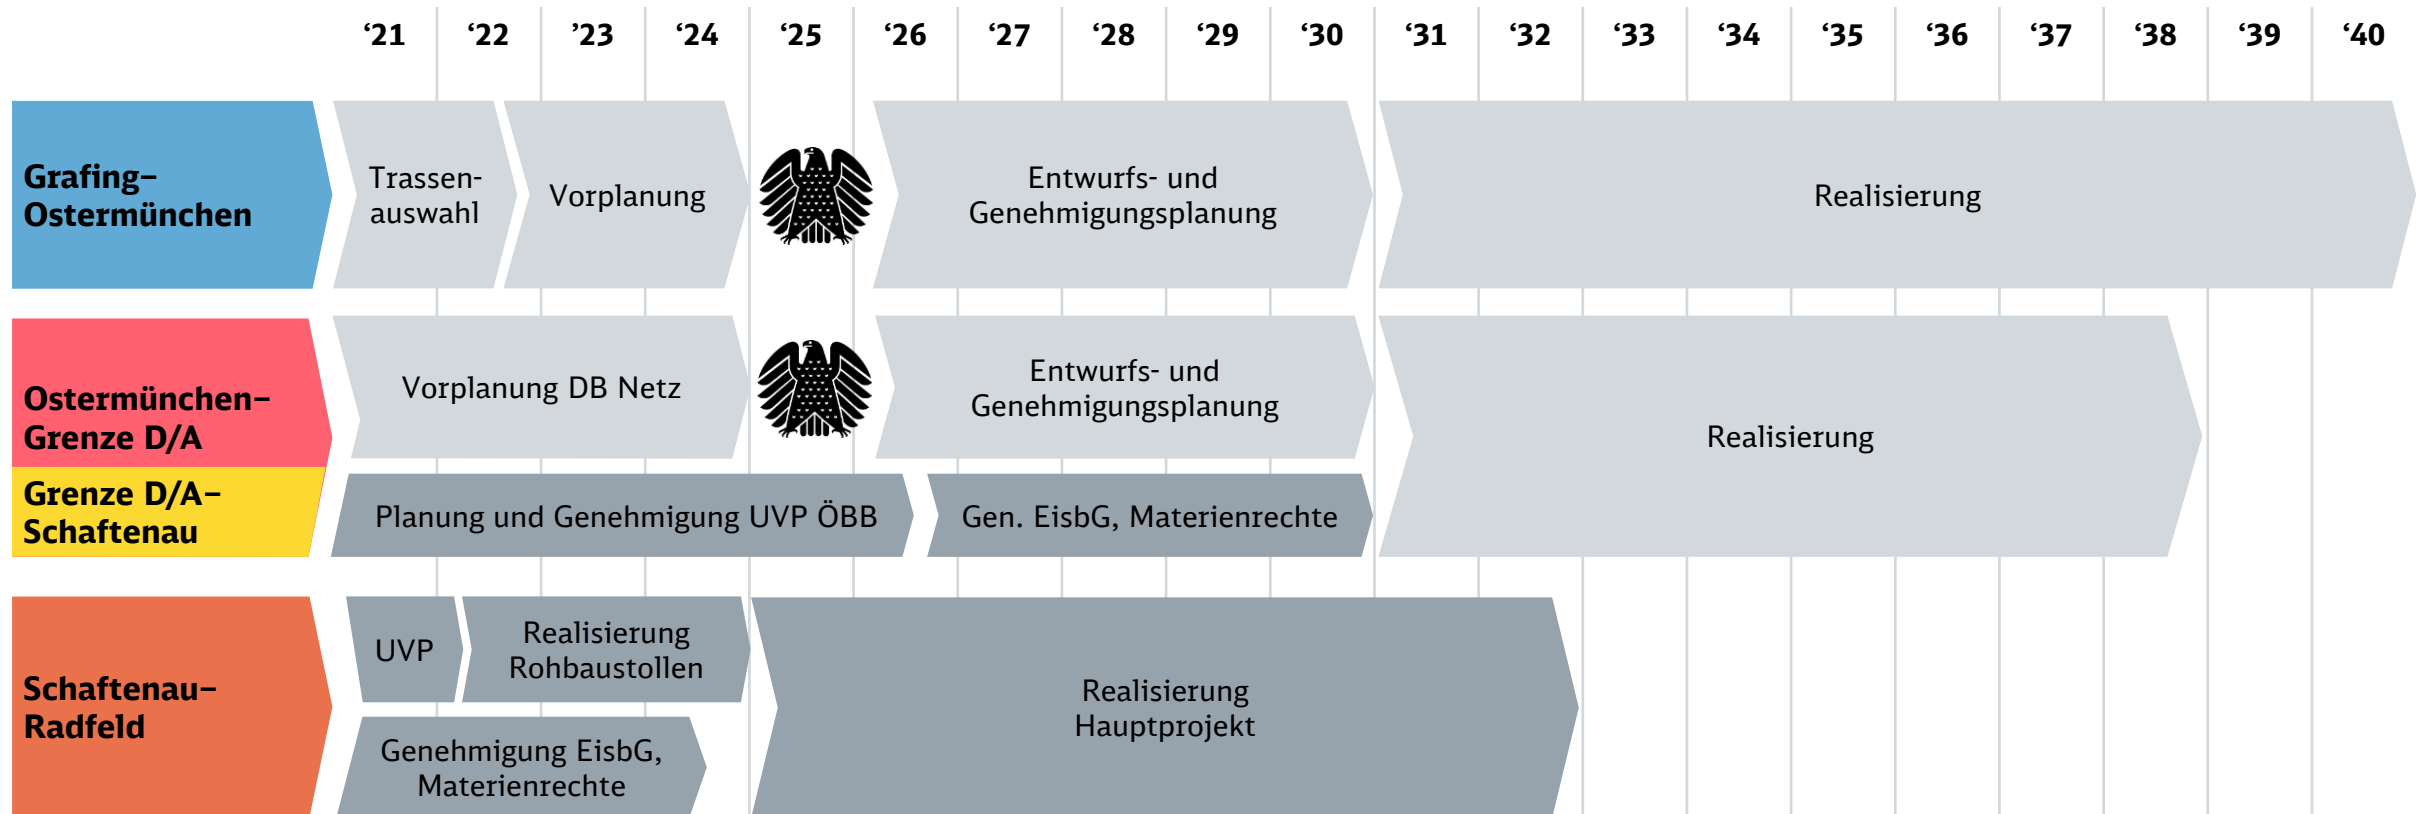 ‘21 ‘22 ’23 ‘24 ‘25 ‘26 ‘27 ‘28 ‘29 ‘30 ‘31 ‘32 ‘33 ‘34 ‘35 ‘36 ‘37 ‘38 ‘39 ‘40
Grafing–
Ostermünchen
Trassen-
auswahl
Vorplanung
Entwurfs- und
Genehmigungsplanung
Realisierung
Ostermünchen–
Grenze D/A
Vorplanung DB Netz
Entwurfs- und
Genehmigungsplanung
Realisierung
Grenze D/A–
Schaftenau
Planung und Genehmigung UVP ÖBB
Gen. EisbG, Materienrechte
Schaftenau–
Radfeld
UVP
Realisierung
Rohbaustollen
Genehmigung EisbG,
Materienrechte
Realisierung
Hauptprojekt